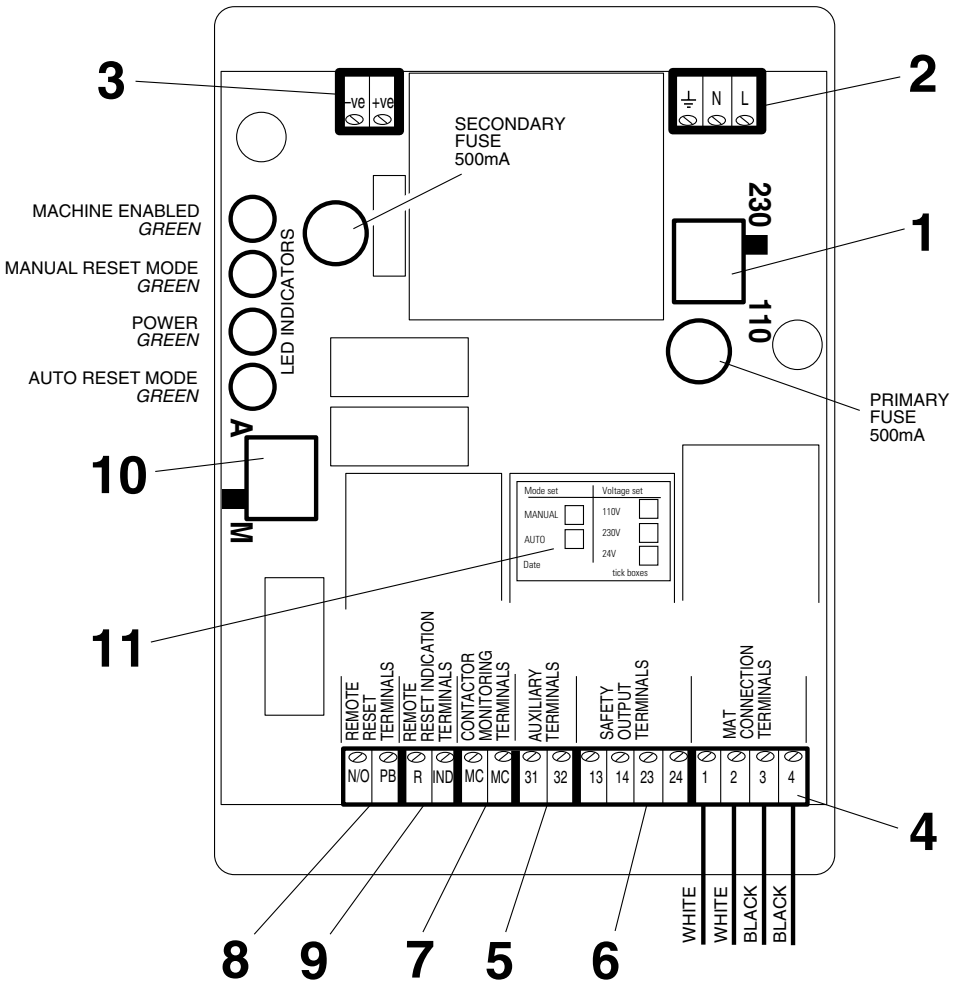 3
-ve +ve
SECONDARY
FUSE
500mA
⏚ N L
2
MACHINE ENABLED
GREEN
MANUAL RESET MODE
GREEN
POWER
GREEN
AUTO RESET MODE
GREEN
LED INDICATORS
230
110
1
PRIMARY
FUSE
500mA
A
M
10
Mode set
MANUAL
AUTO
Date
Voltage set
110V
230V
24V
tick boxes
11
REMOTE
RESET
TERMINALS
REMOTE
RESET INDICATION
TERMINALS
CONTACTOR
MONITORING
TERMINALS
AUXILIARY
TERMINALS
SAFETY
OUTPUT
TERMINALS
MAT
CONNECTION
TERMINALS
N/O PB R IND MC MC 31 32 13 14 23 24 1 2 3 4
4
WHITE
WHITE
BLACK
BLACK
8 9 7 5 6